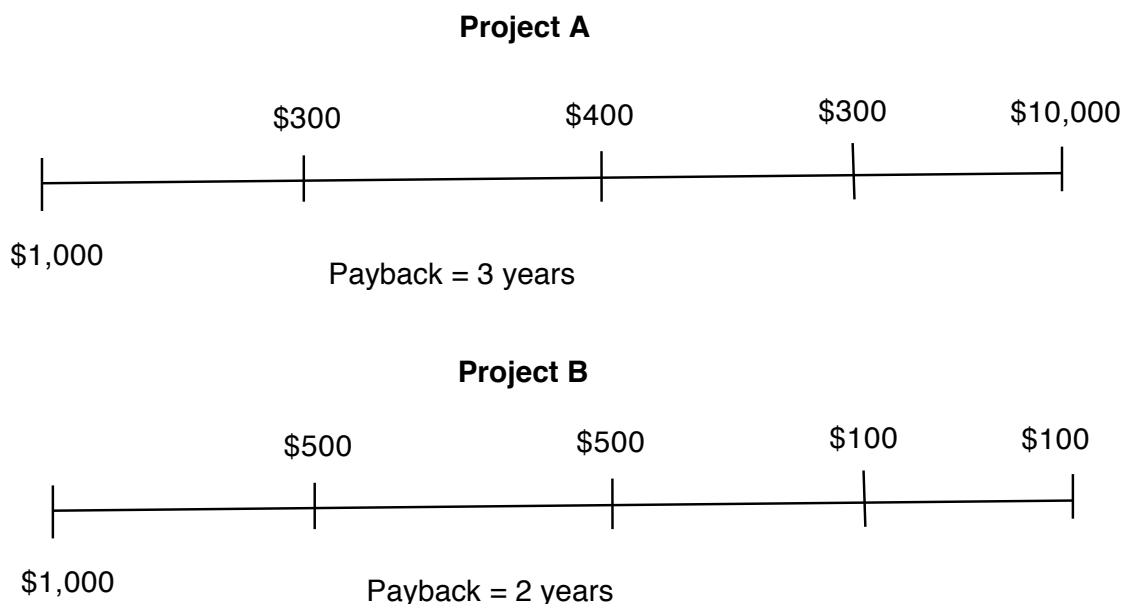 Project A
$300 $400 $300 $10,000
$1,000
Payback = 3 years
Project B
$500 $500 $100 $100
$1,000
Payback = 2 years